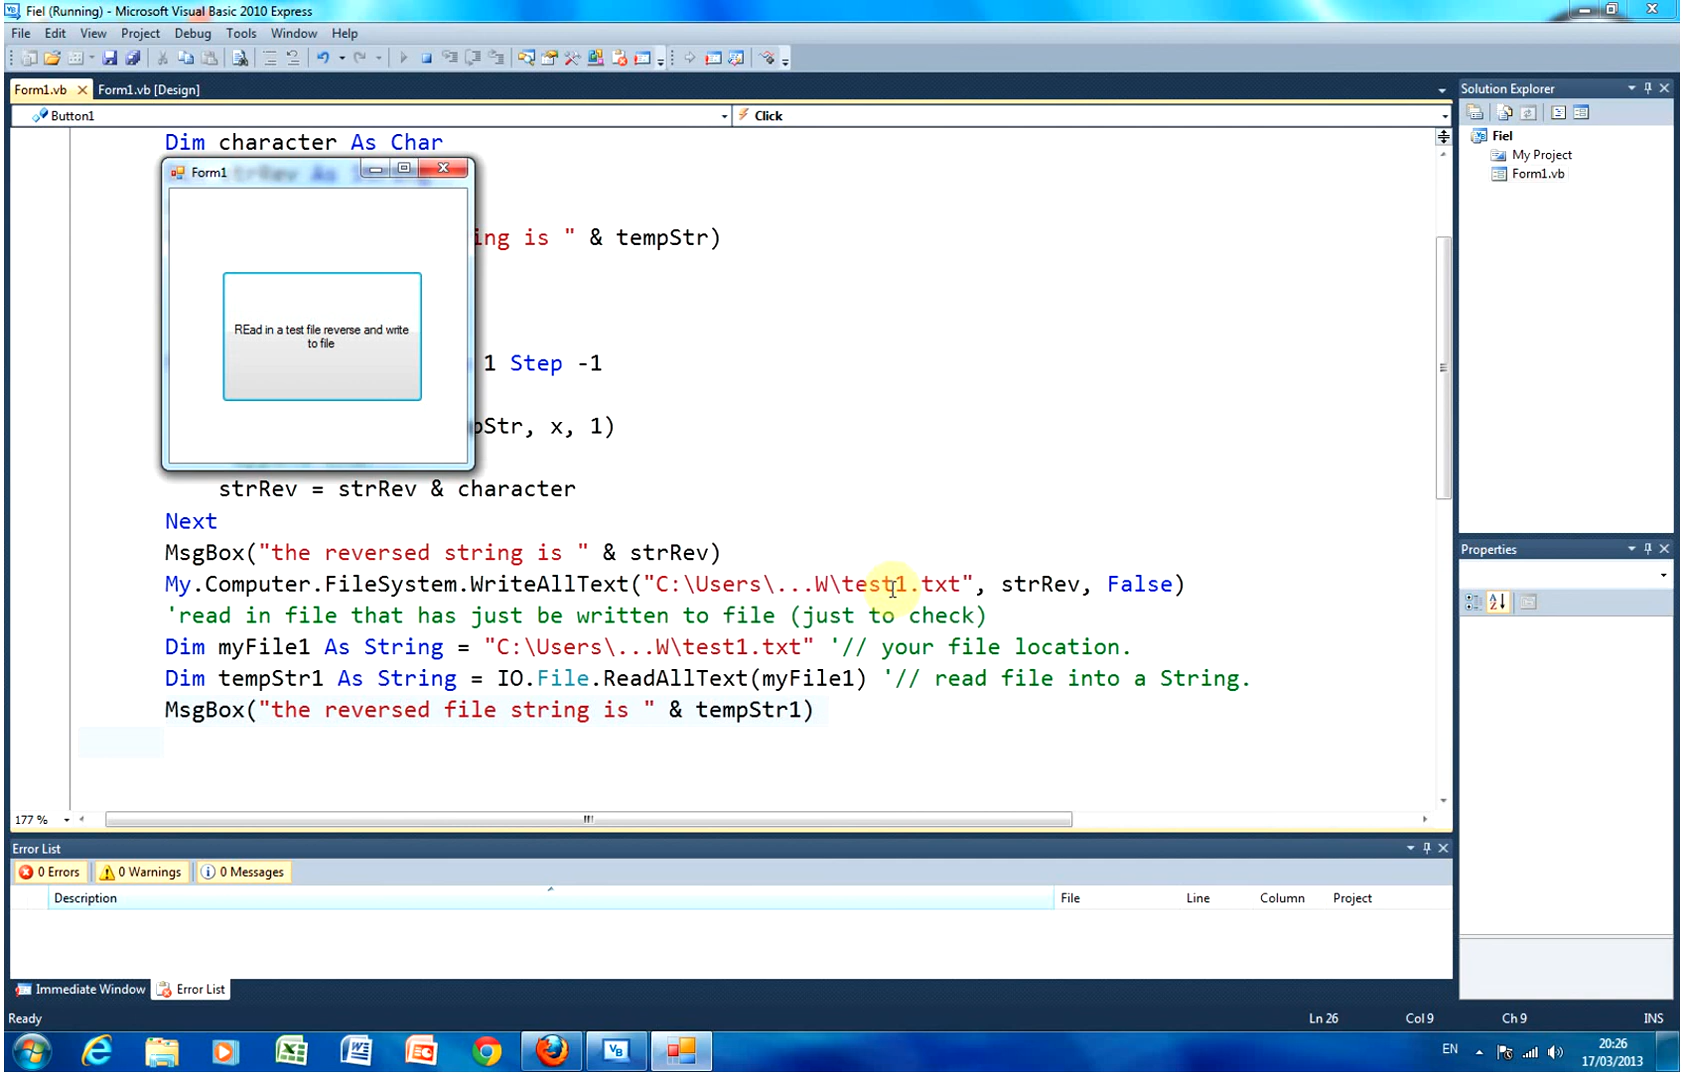 Fiel (Running) - Microsoft Visual Basic 2010 Express
File Edit View Project Debug Tools Window Help
Form1.vb Form1.vb [Design]
Button1 Click
Dim character As Char
Form1
ing is " & tempStr)
REad in a test file reverse and write
to file
1 Step -1
pStr, x, 1)
strRev = strRev & character
Next
MsgBox("the reversed string is " & strRev)
My.Computer.FileSystem.WriteAllText("C:\Users\...W\test1.txt", strRev, False)
'read in file that has just be written to file (just to check)
Dim myFile1 As String = "C:\Users\...W\test1.txt" '// your file location.
Dim tempStr1 As String = IO.File.ReadAllText(myFile1) '// read file into a String.
MsgBox("the reversed file string is " & tempStr1)
177 %
Solution Explorer
Fiel
My Project
Form1.vb
Properties
Error List
0 Errors 0 Warnings 0 Messages
Description File Line Column Project
Immediate Window Error List
Ready Ln 26 Col 9 Ch 9 INS
EN 20:26
17/03/2013